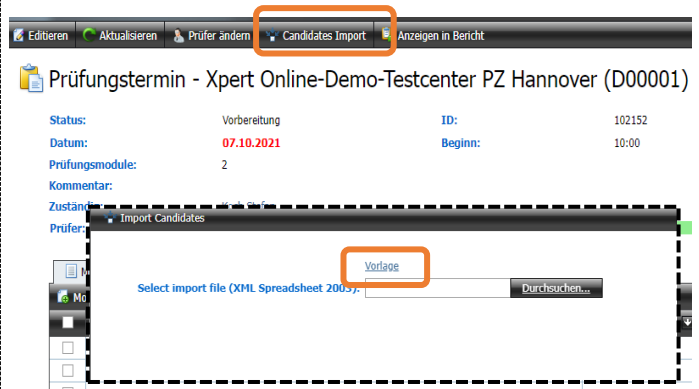 Editieren Aktualisieren Prüfer ändern Candidates Import Anzeigen in Bericht
Prüfungstermin - Xpert Online-Demo-Testcenter PZ Hannover (D00001)
Status: Vorbereitung ID: 102152
Datum: 07.10.2021 Beginn: 10:00
Prüfungsmodule: 2
Kommentar:
Prüfer:
Import Candidates
Vorlage
Select import file (XML Spreadsheet 2003): Durchsuchen...